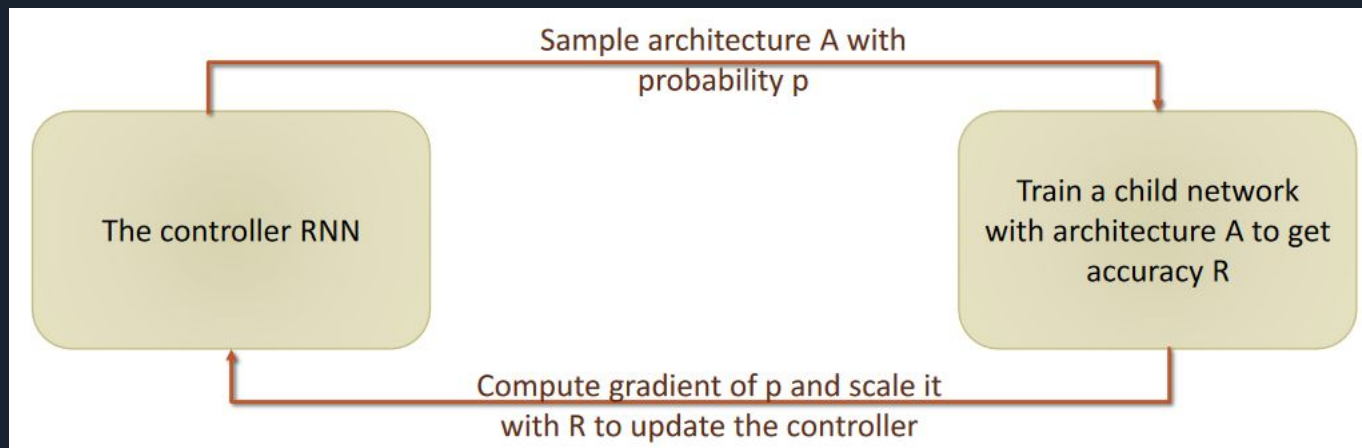 Sample architecture A with
probability p
The controller RNN
Train a child network
with architecture A to get
accuracy R
Compute gradient of p and scale it
with R to update the controller